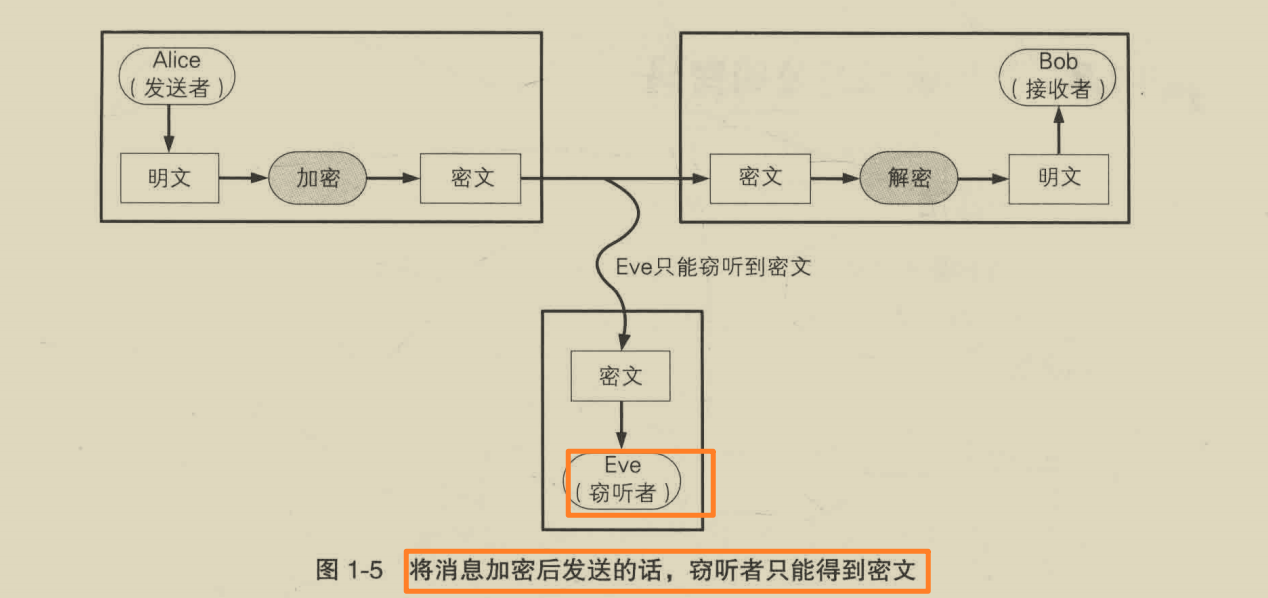 Alice
（发送者）
Bob
（接收者）
明文
加密
密文
密文
解密
明文
Eve只能窃听到密文
密文
Eve
（窃听者）
图 1-5 将消息加密后发送的话，窃听者只能得到密文